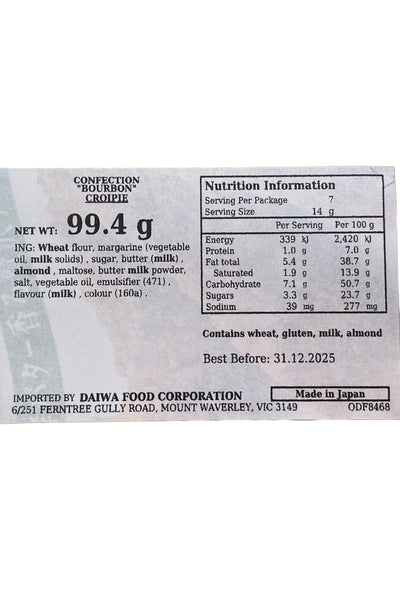 CONFECTION
"BOURBON"
CROIPIE
NET WT: 99.4 g
ING: Wheat flour, margarine (vegetable
oil, milk solids) , sugar, butter (milk) ,
almond , maltose, butter milk powder,
salt, vegetable oil, emulsifier (471) ,
flavour (milk) , colour (160a) .
Nutrition Information
Serving Per Package 7
Serving Size 14 g
Per Serving Per 100 g
Energy 339 kJ 2,420 kJ
Protein 1.0 g 7.0 g
Fat total 5.4 g 38.7 g
Saturated 1.9 g 13.9 g
Carbohydrate 7.1 g 50.7 g
Sugars 3.3 g 23.7 g
Sodium 39 mg 277 mg
Contains wheat, gluten, milk, almond
Best Before: 31.12.2025
IMPORTED BY DAIWA FOOD CORPORATION
Made in Japan
6/251 FERNTREE GULLY ROAD, MOUNT WAVERLEY, VIC 3149 ODF8468